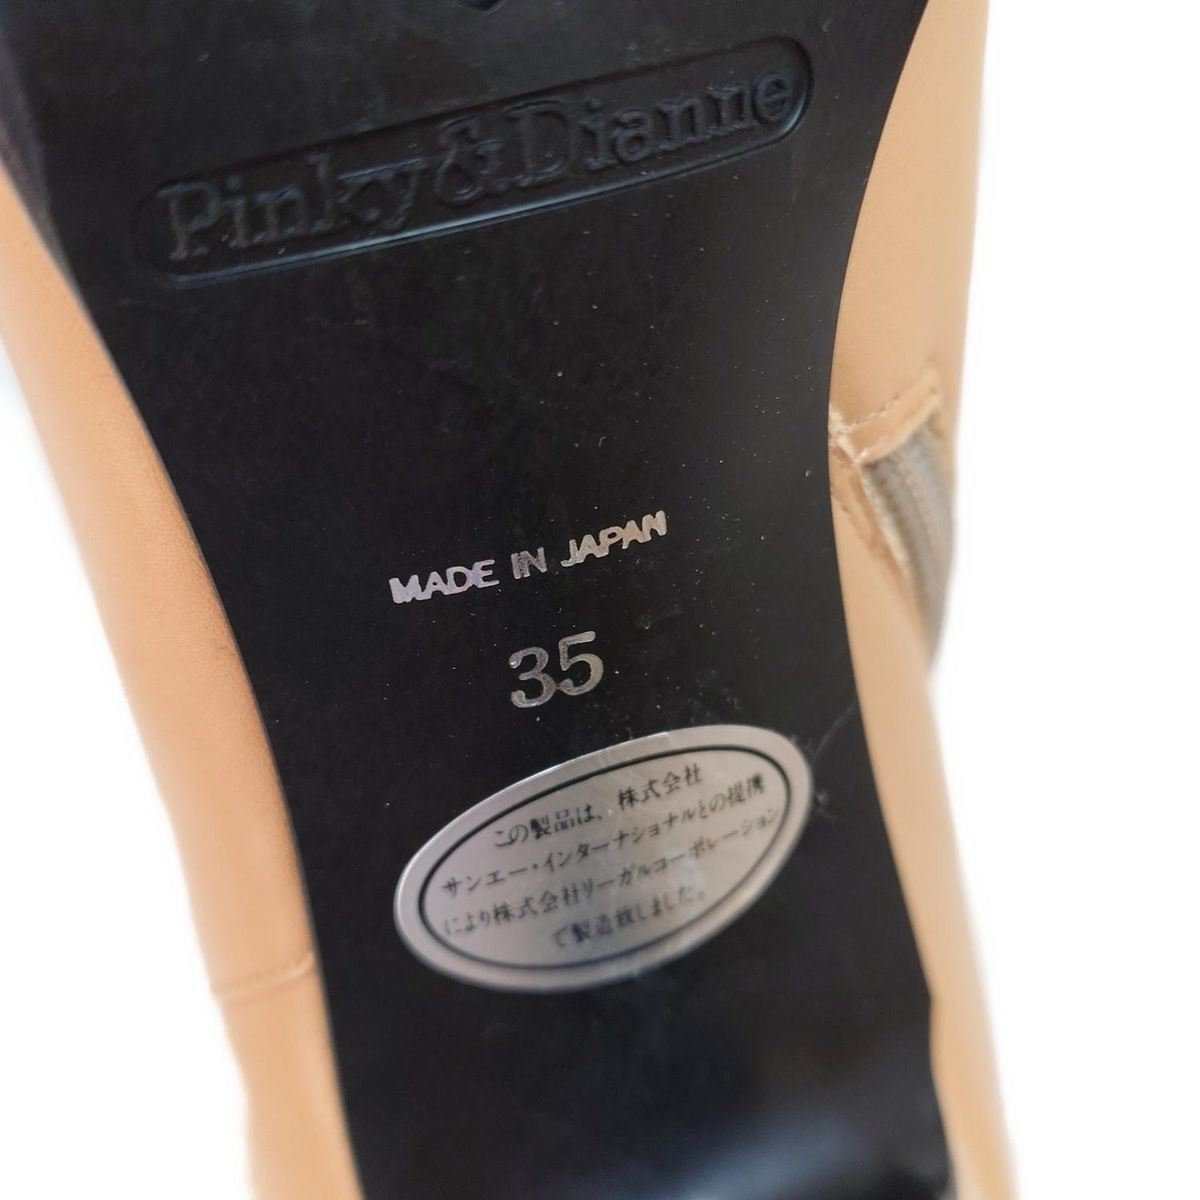 Pinky&Dianne
MADE IN JAPAN
35
この製品は、株式会社
サンエー・インターナショナルとの提携
により株式会社リーガルコーポレーション
で製造致しました。